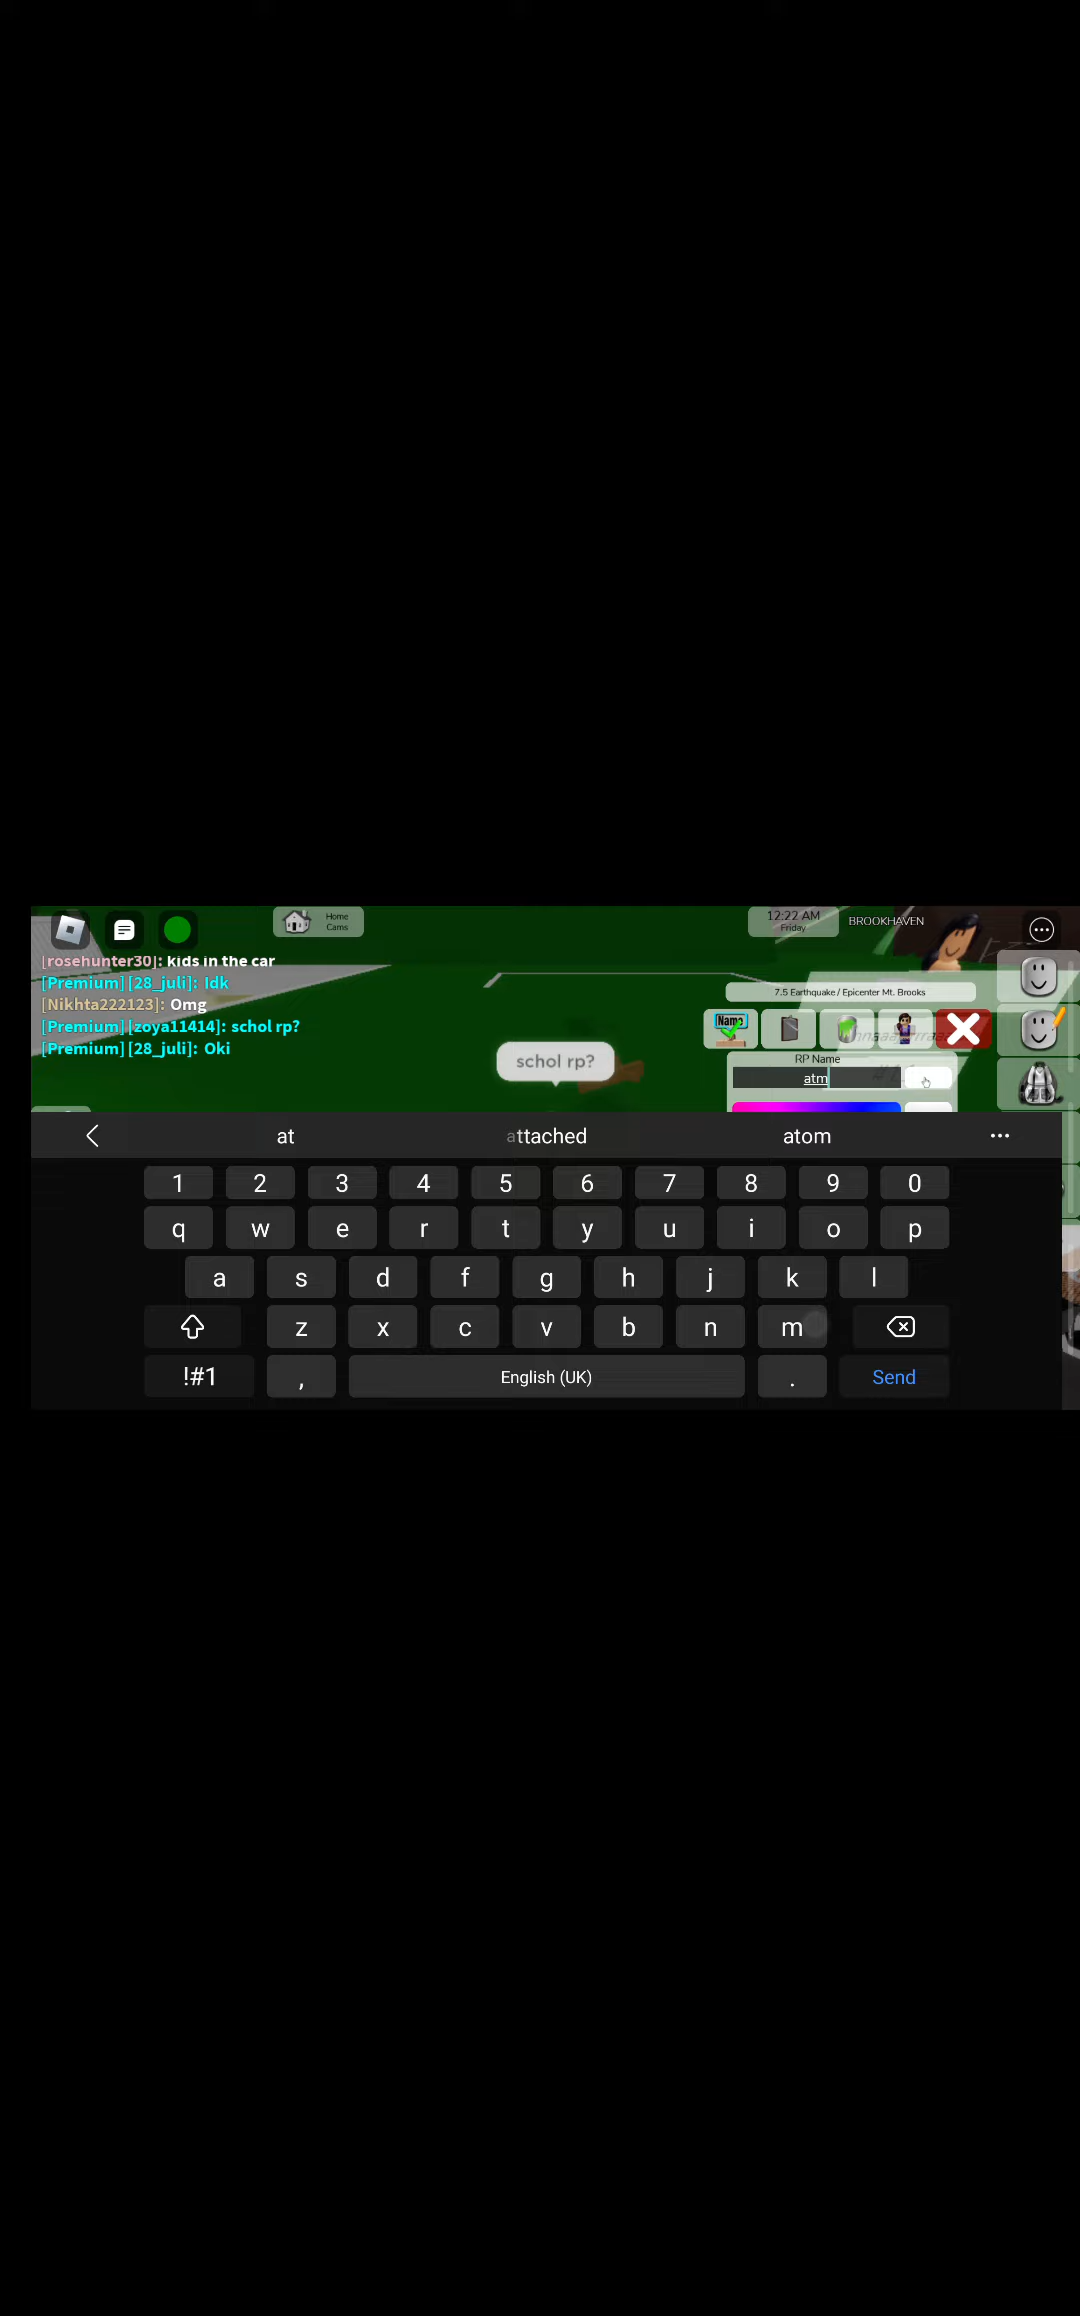 Home
Cams
12:22 AM
Friday
BROOKHAVEN
[rosehunter30]: kids in the car
[Premium][28_juli]: Idk
[Nikhta222123]: Omg
[Premium][zoya11414]: schol rp?
[Premium][28_juli]: Oki
schol rp?
7.5 Earthquake / Epicenter Mt. Brooks
Name
RP Name
atm
at attached atom
1 2 3 4 5 6 7 8 9 0
q w e r t y u i o p
a s d f g h j k l
z x c v b n m
!#1 , English (UK) . Send